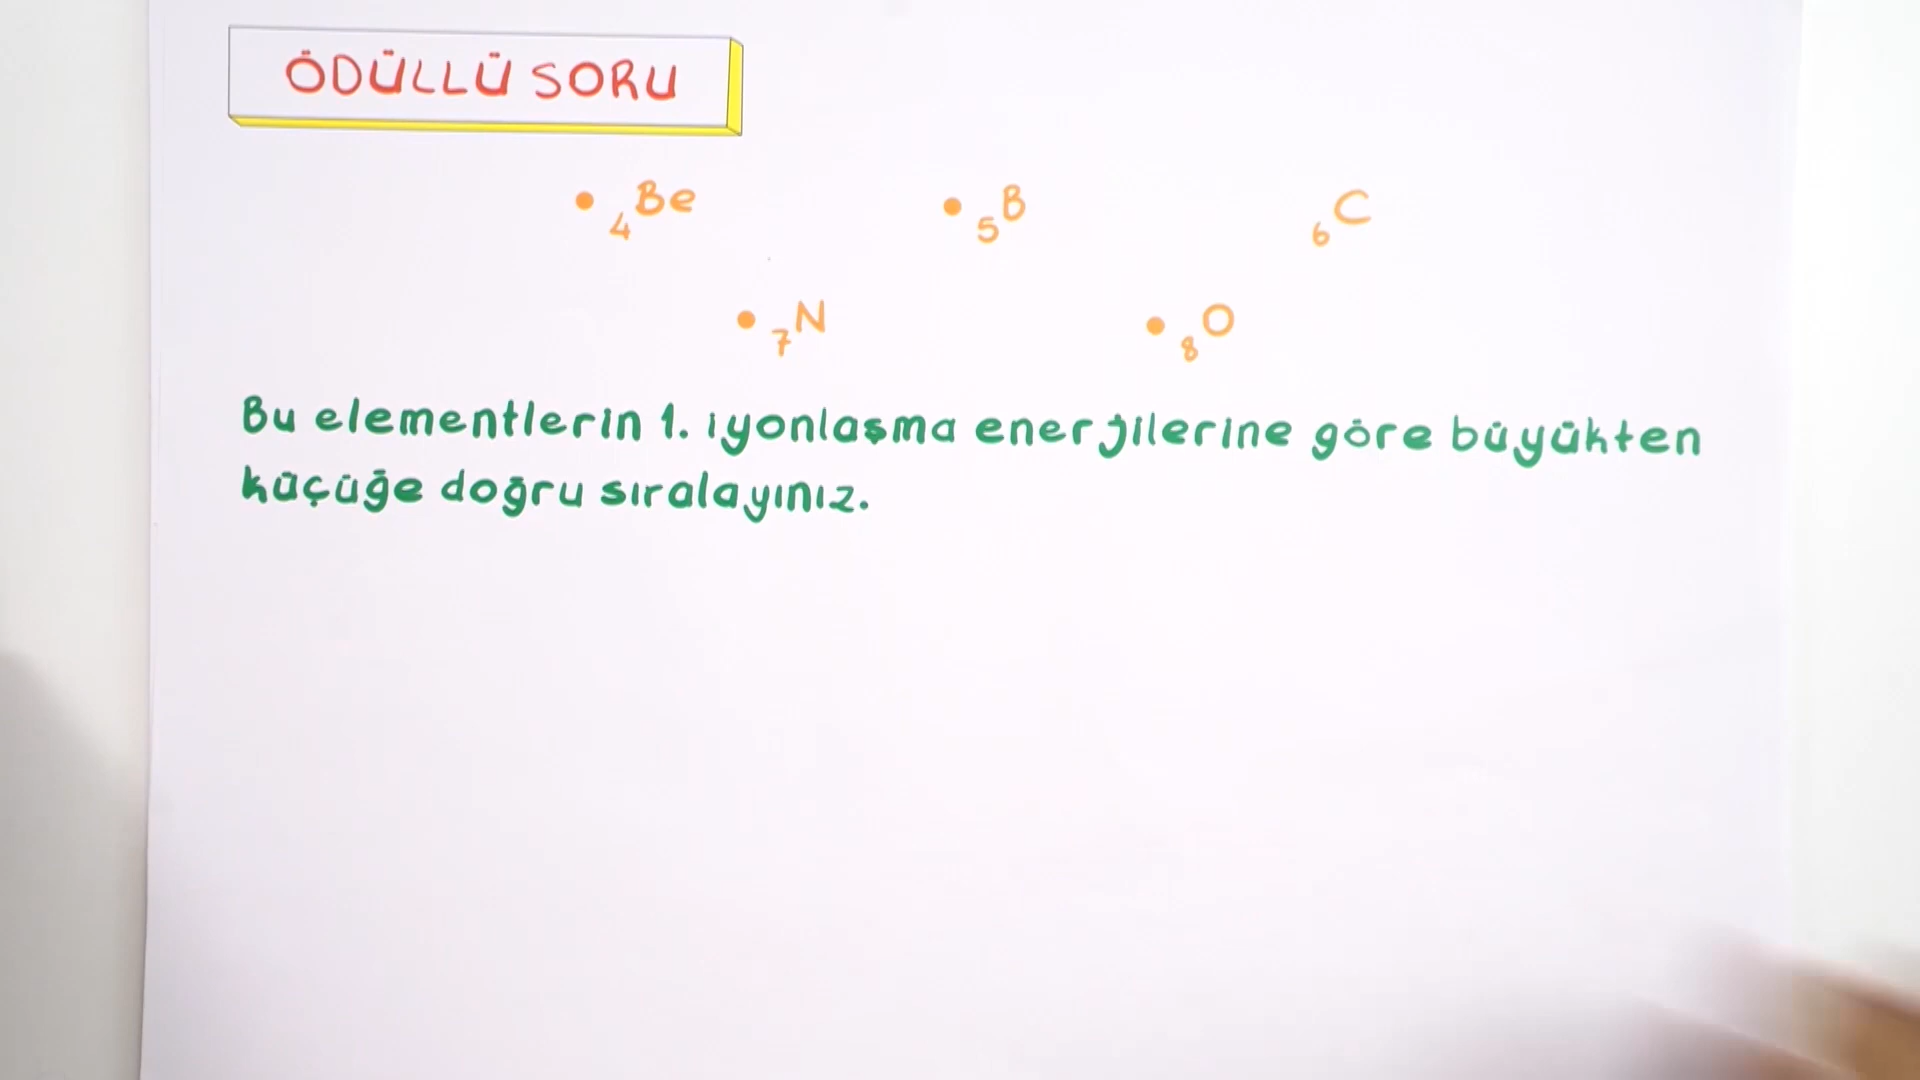 ÖDÜLLÜ SORU
• 4Be • 5B 6C
• 7N • 8O
Bu elementlerin 1. iyonlaşma enerjilerine göre büyükten
küçüğe doğru sıralayınız.